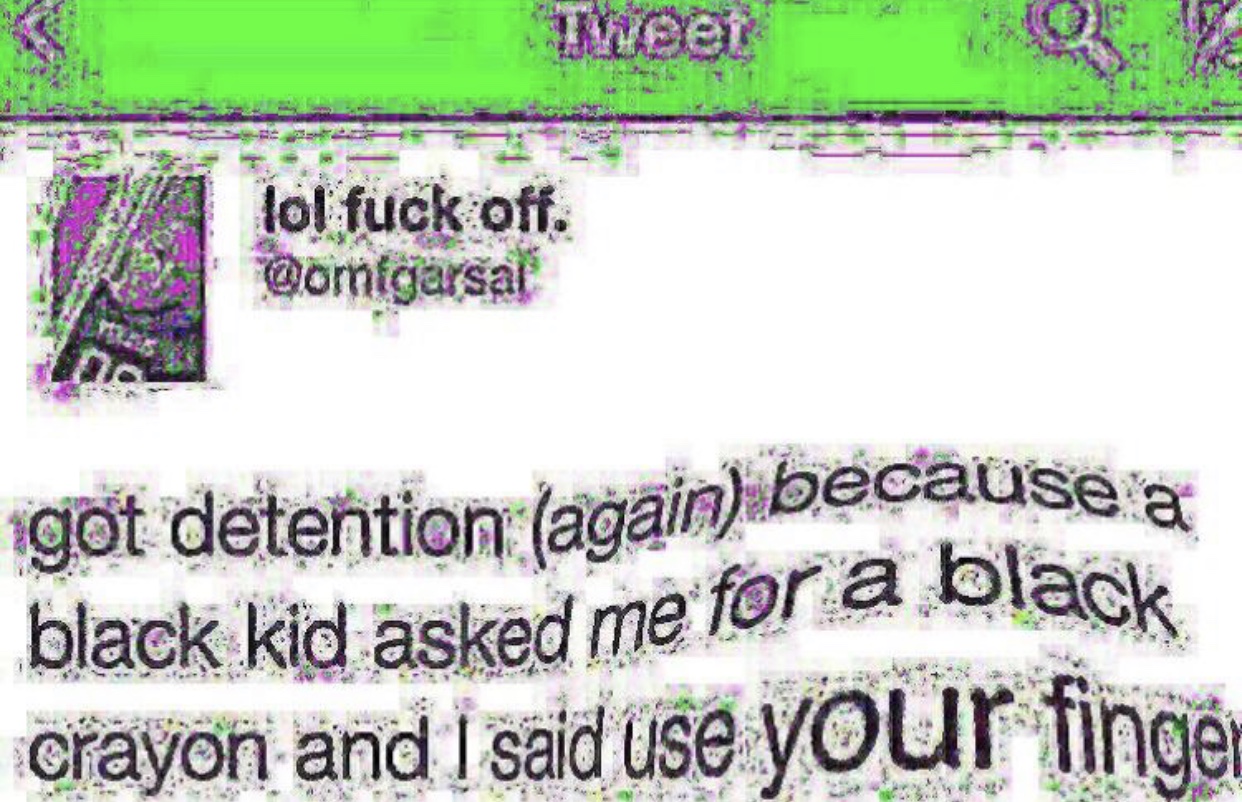 Tweet
lol fuck off.
@omfgarsal
got detention (again) because a
black kid asked me for a black
crayon and I said use your finger